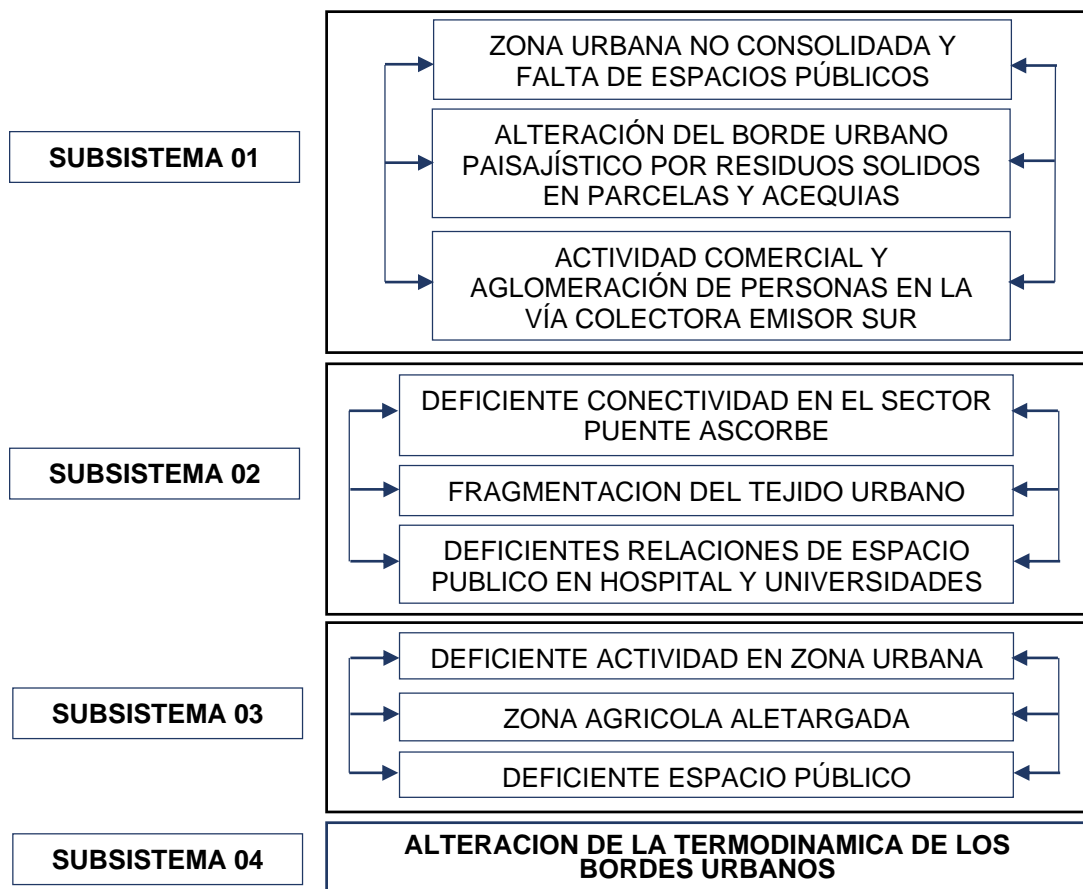 ZONA URBANA NO CONSOLIDADA Y
FALTA DE ESPACIOS PÚBLICOS
SUBSISTEMA 01
ALTERACIÓN DEL BORDE URBANO
PAISAJÍSTICO POR RESIDUOS SOLIDOS
EN PARCELAS Y ACEQUIAS
ACTIVIDAD COMERCIAL Y
AGLOMERACIÓN DE PERSONAS EN LA
VÍA COLECTORA EMISOR SUR
DEFICIENTE CONECTIVIDAD EN EL SECTOR
PUENTE ASCORBE
SUBSISTEMA 02
FRAGMENTACION DEL TEJIDO URBANO
DEFICIENTES RELACIONES DE ESPACIO
PUBLICO EN HOSPITAL Y UNIVERSIDADES
DEFICIENTE ACTIVIDAD EN ZONA URBANA
SUBSISTEMA 03
ZONA AGRICOLA ALETARGADA
DEFICIENTE ESPACIO PÚBLICO
SUBSISTEMA 04
ALTERACION DE LA TERMODINAMICA DE LOS
BORDES URBANOS